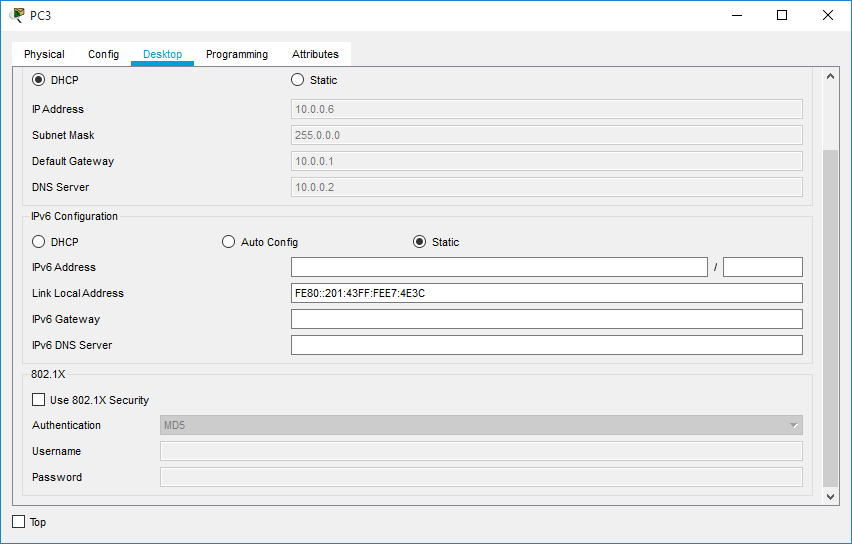 PC3
Physical Config Desktop Programming Attributes
DHCP Static
IP Address 10.0.0.6
Subnet Mask 255.0.0.0
Default Gateway 10.0.0.1
DNS Server 10.0.0.2
IPv6 Configuration
DHCP Auto Config Static
IPv6 Address /
Link Local Address FE80::201:43FF:FEE7:4E3C
IPv6 Gateway
IPv6 DNS Server
802.1X
Use 802.1X Security
Authentication MD5
Username
Password
Top